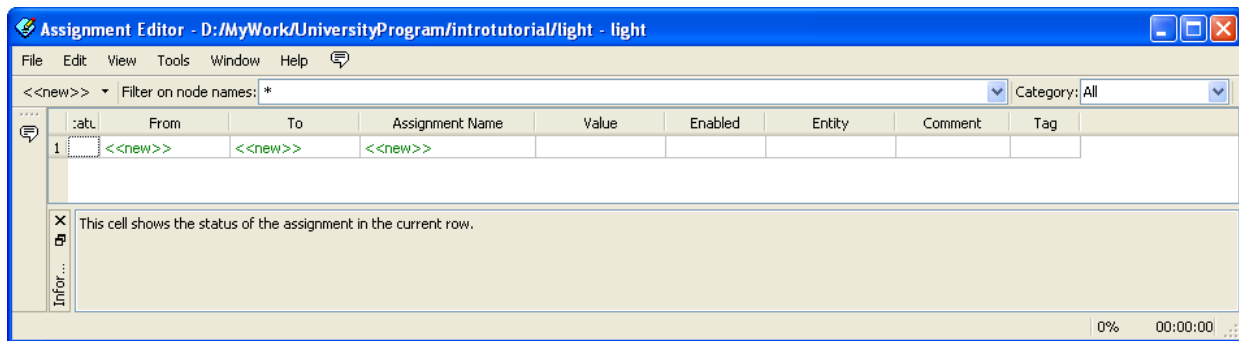 Assignment Editor - D:/MyWork/UniversityProgram/introtutorial/light - light
File Edit View Tools Window Help
<<new>> Filter on node names: * Category: All
:atu From To Assignment Name Value Enabled Entity Comment Tag
1 <<new>> <<new>> <<new>>
This cell shows the status of the assignment in the current row.
Infor...
0% 00:00:00